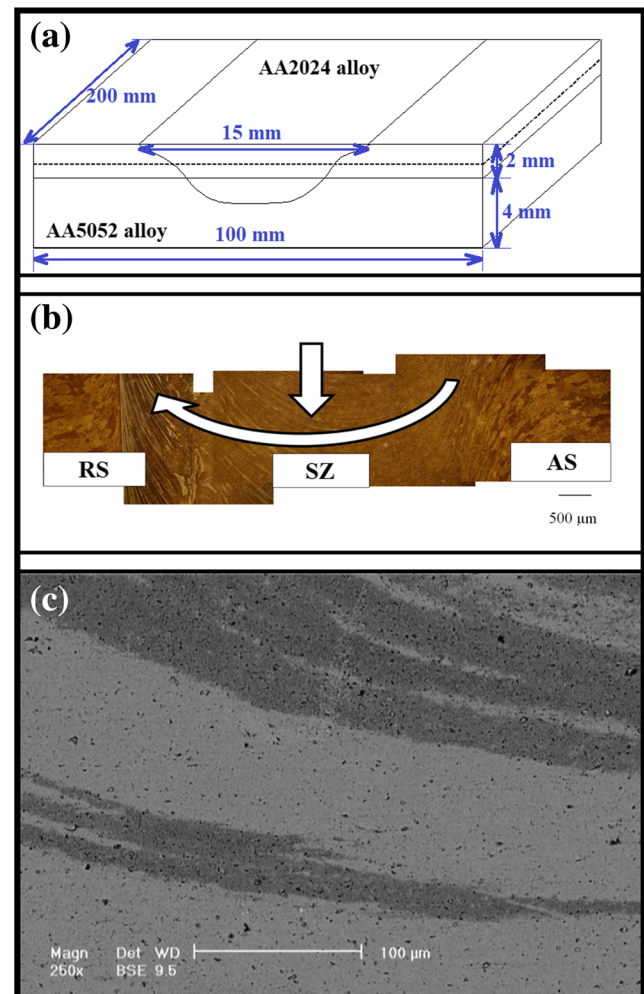 (a)
AA2024 alloy
200 mm
15 mm
2 mm
4 mm
AA5052 alloy
100 mm
(b)
RS
SZ
AS
500 µm
(c)
Magn Det WD
250x BSE 9.5
100 µm